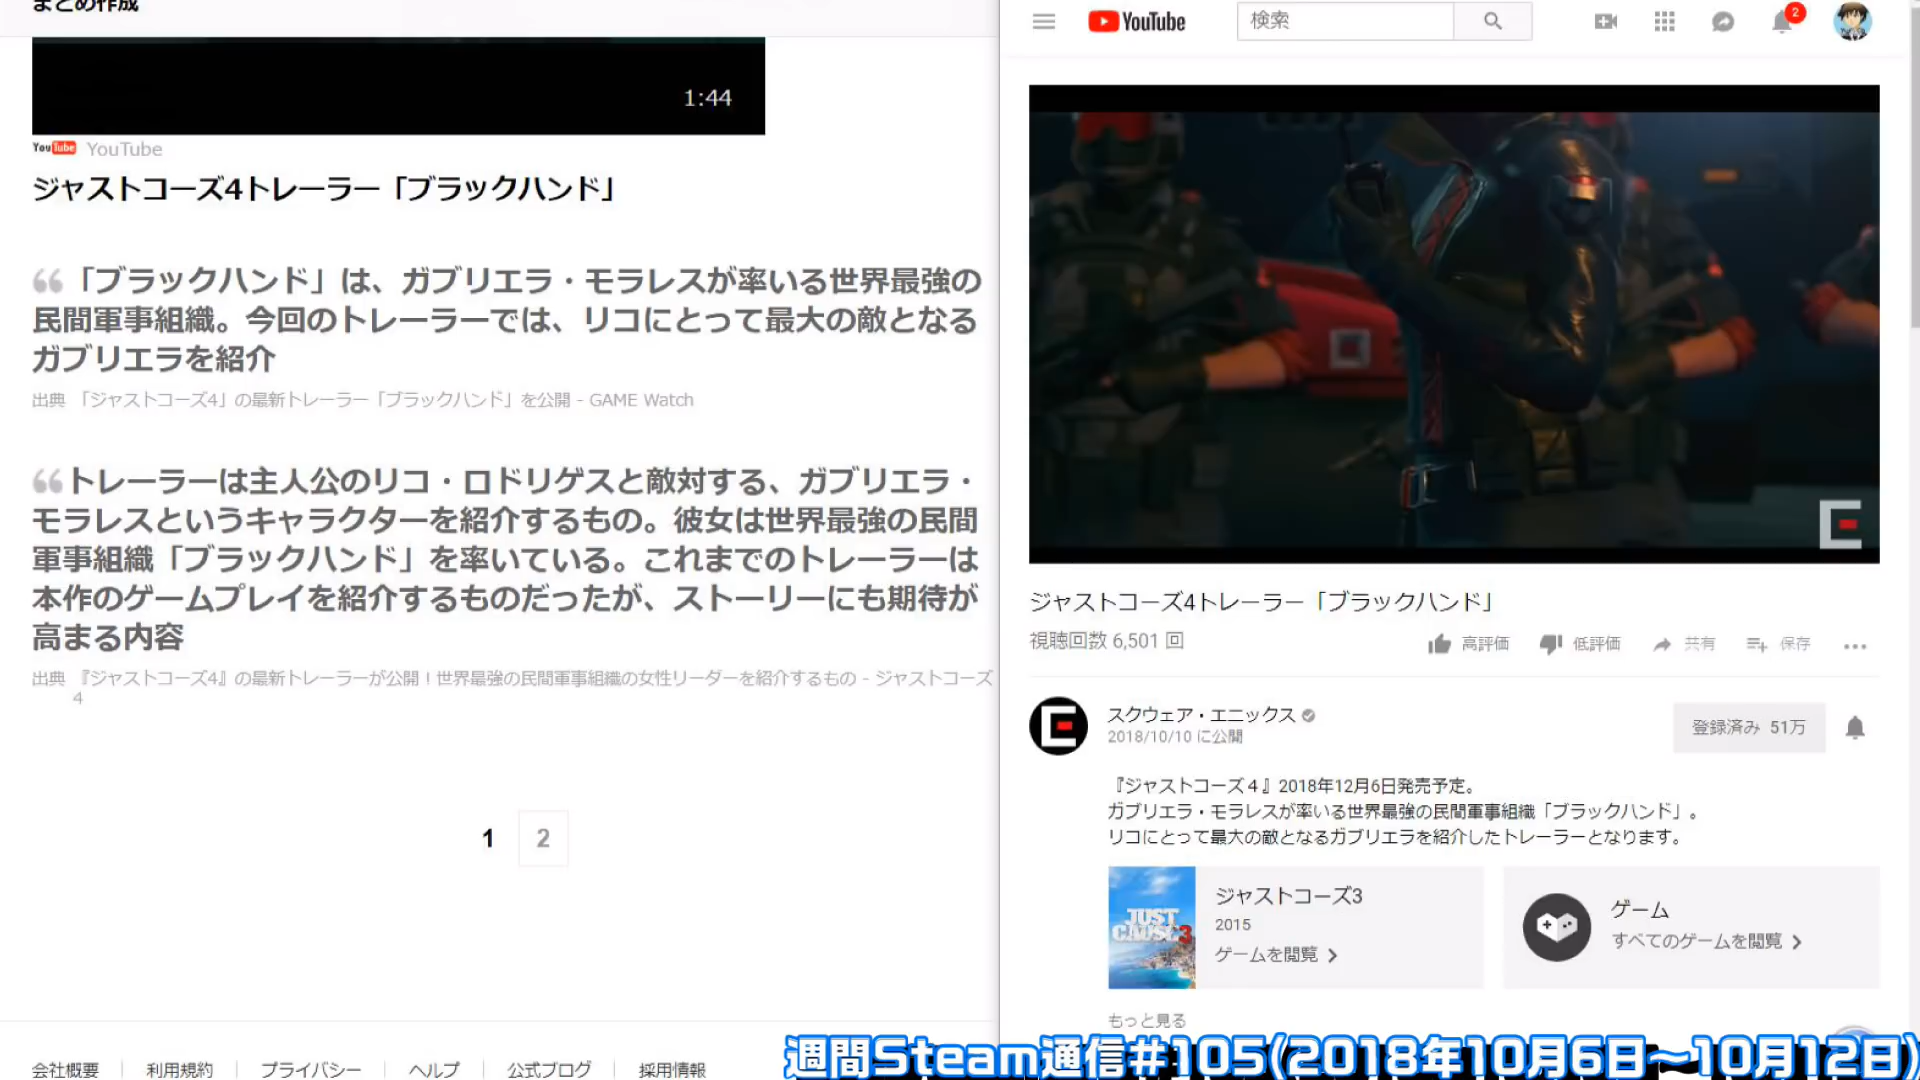 まとめ作成
1:44
YouTube YouTube
ジャストコーズ4トレーラー「ブラックハンド」
「ブラックハンド」は、ガブリエラ・モラレスが率いる世界最強の
民間軍事組織。今回のトレーラーでは、リコにとって最大の敵となる
ガブリエラを紹介
出典 「ジャストコーズ4」の最新トレーラー「ブラックハンド」を公開 - GAME Watch
トレーラーは主人公のリコ・ロドリゲスと敵対する、ガブリエラ・
モラレスというキャラクターを紹介するもの。彼女は世界最強の民間
軍事組織「ブラックハンド」を率いている。これまでのトレーラーは
本作のゲームプレイを紹介するものだったが、ストーリーにも期待が
高まる内容
出典 『ジャストコーズ4』の最新トレーラーが公開！世界最強の民間軍事組織の女性リーダーを紹介するもの - ジャストコーズ
4
1 2
会社概要 利用規約 プライバシー ヘルプ 公式ブログ 採用情報
YouTube
検索
2
ジャストコーズ4トレーラー「ブラックハンド」
視聴回数 6,501 回
高評価 低評価 共有 保存
スクウェア・エニックス
2018/10/10 に公開
登録済み 51万
『ジャストコーズ４』2018年12月6日発売予定。
ガブリエラ・モラレスが率いる世界最強の民間軍事組織「ブラックハンド」。
リコにとって最大の敵となるガブリエラを紹介したトレーラーとなります。
JUST
CAUSE3
ジャストコーズ3
2015
ゲームを閲覧
ゲーム
すべてのゲームを閲覧
もっと見る
週間Steam通信#105(2018年10月6日～10月12日)